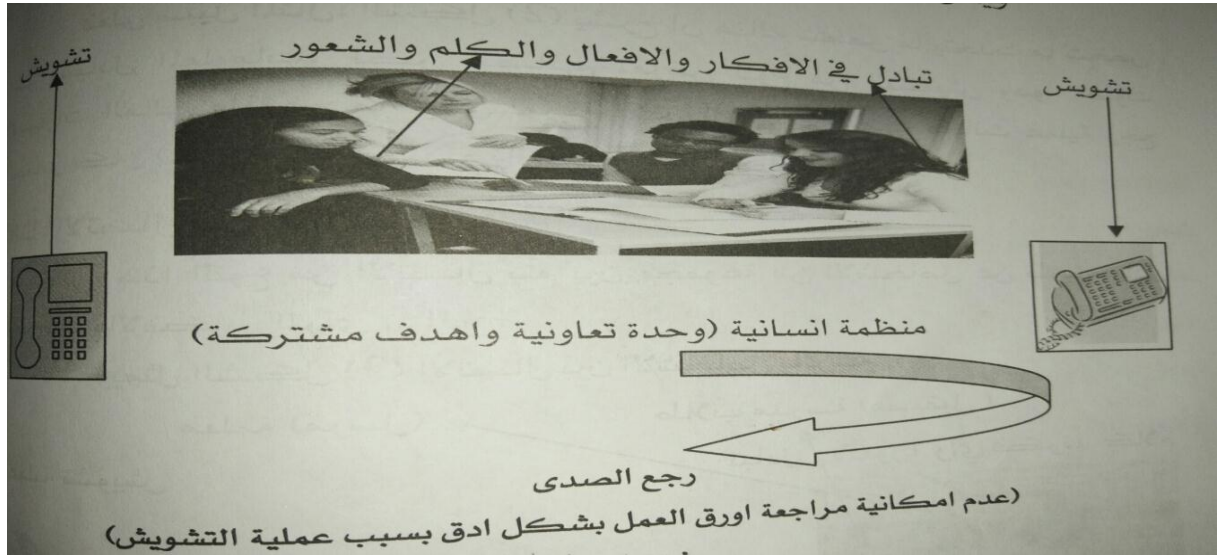 تشويش
تبادل في الافكار والافعال والكلم والشعور
تشويش
منظمة انسانية (وحدة تعاونية واهدف مشتركة)
رجع الصدى
(عدم امكانية مراجعة اورق العمل بشكل ادق بسبب عملية التشويش)